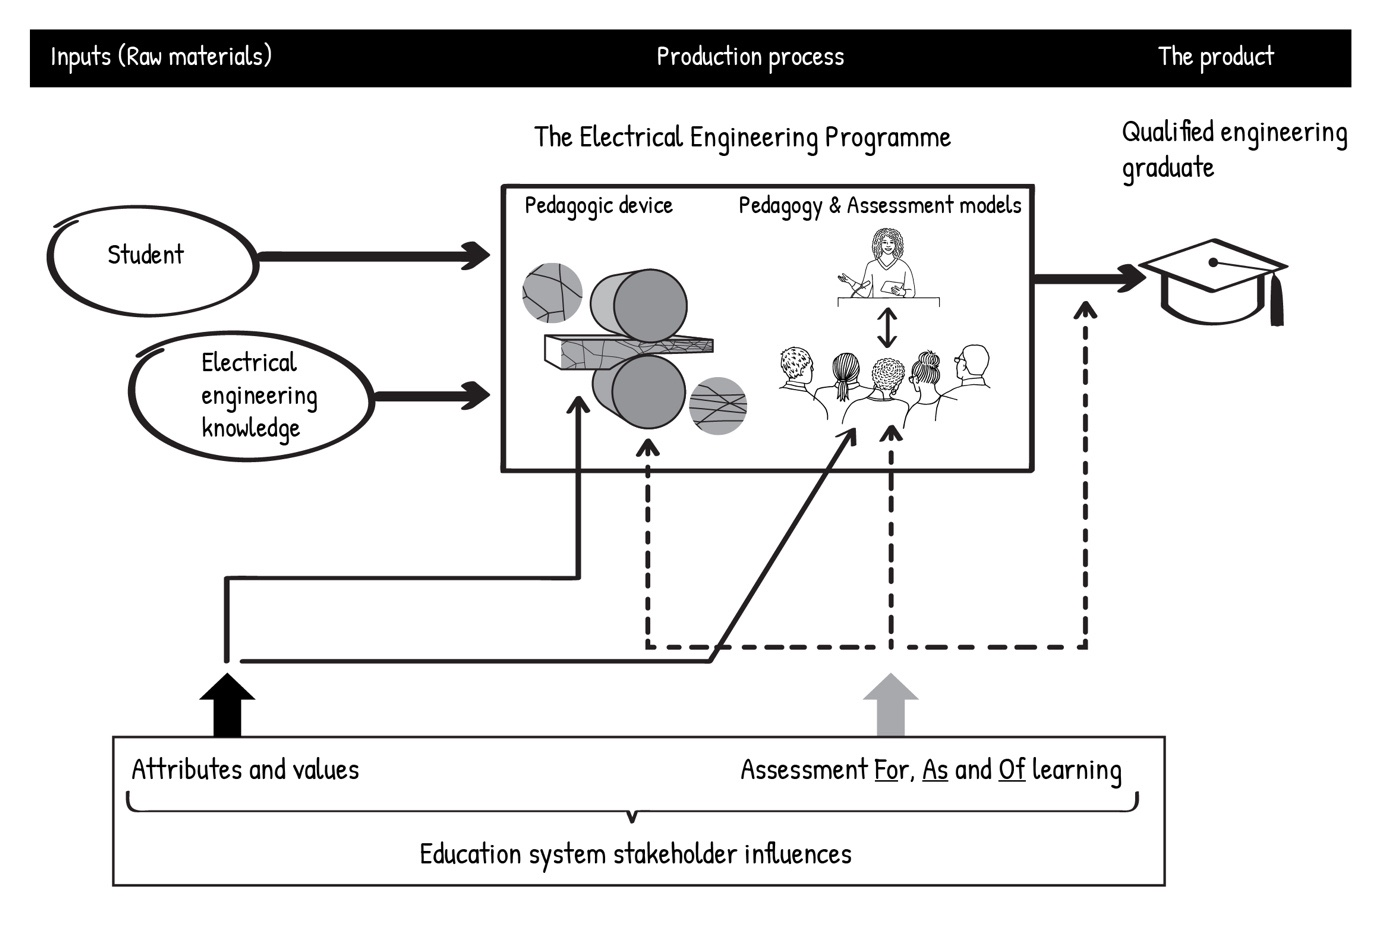 Inputs (Raw materials)
Production process
The product
The Electrical Engineering Programme
Qualified engineering
graduate
Pedagogic device
Pedagogy & Assessment models
Student
Electrical
engineering
knowledge
Attributes and values
Assessment For, As and Of learning
Education system stakeholder influences